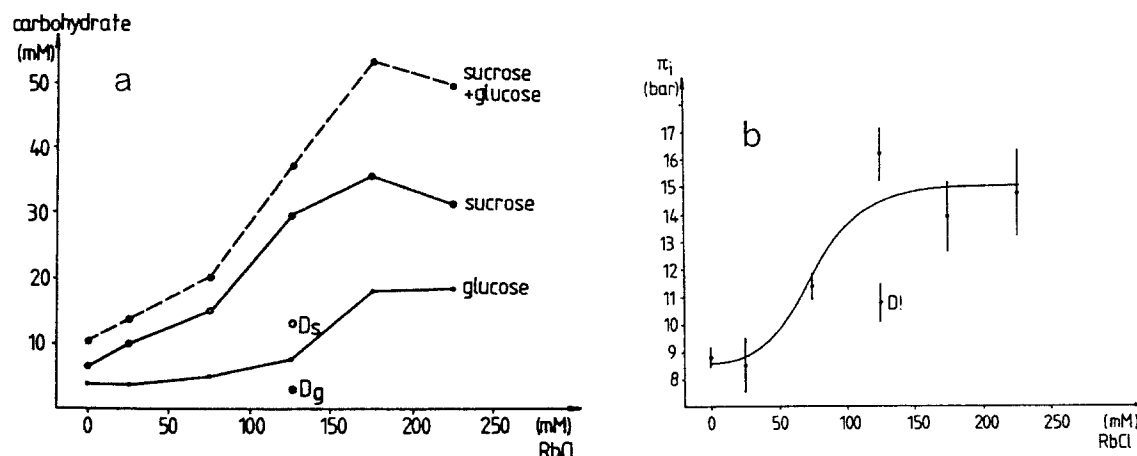 carbohydrate
(mM)
a
50
40
30
20
10
sucrose
+glucose
sucrose
glucose
Ds
Dg
0 50 100 150 200 250 (mM)
RbCl
πi
(bar)
b
17
16
15
14
13
12
11
10
9
8
D!
0 50 100 150 200 250 (mM)
RbCl